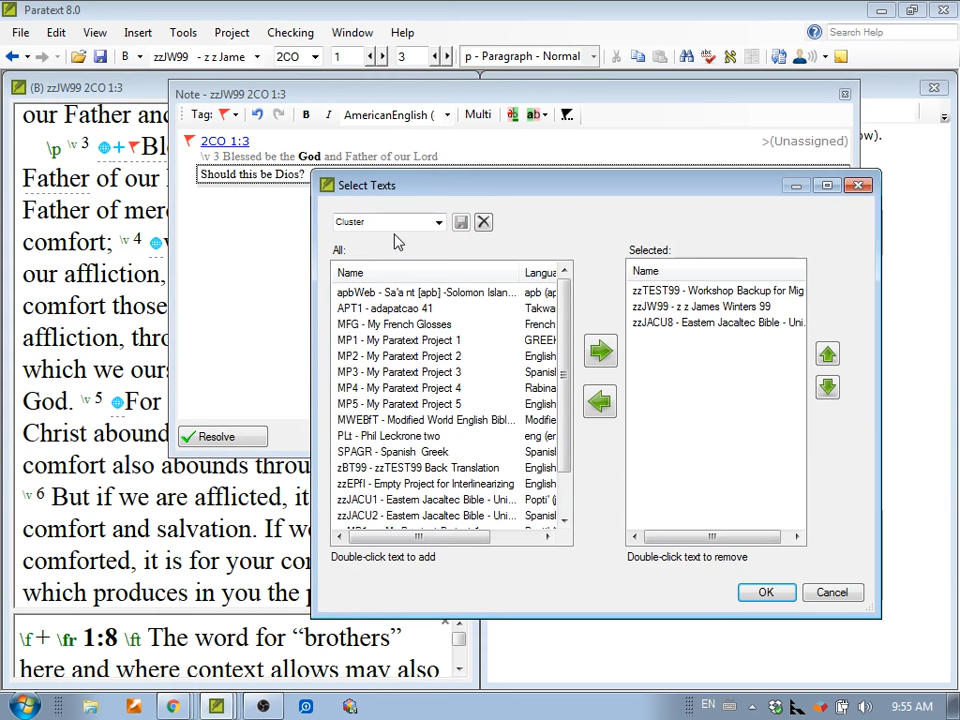 Paratext 8.0
File Edit View Insert Tools Project Checking Window Help
Search Help
B zzJW99 - z z Jame 2CO 1 3 p - Paragraph - Normal
(B) zzJW99 2CO 1:3
our Father and
\p \v 3 Ble
Father of our
Father of mer
comfort; \v 4
our affliction,
comfort those
affliction, thro
which we ours
God. \v 5 For
Christ abound
comfort also abounds throu
\v 6 But if we are afflicted, it
comfort and salvation. If we
comforted, it is for your com
which produces in you the p
\f + \fr 1:8 \ft The word for “brothers”
here and where context allows may also
Note - zzJW99 2CO 1:3
Tag: B I AmericanEnglish ( Multi ab ab
2CO 1:3 >(Unassigned)
\v 3 Blessed be the God and Father of our Lord
Should this be Dios?
Resolve
ow).
Select Texts
Cluster
All:
Name Langua
apbWeb - Sa'a nt [apb] -Solomon Islan... apb (ap
APT1 - adapatcao 41 Takwa
MFG - My French Glosses French
MP1 - My Paratext Project 1 GREEK
MP2 - My Paratext Project 2 English
MP3 - My Paratext Project 3 Spanish
MP4 - My Paratext Project 4 Rabina
MP5 - My Paratext Project 5 English
MWEBfT - Modified World English Bibl... Modifie
PLt - Phil Leckrone two eng (en
SPAGR - Spanish Greek Spanish
zBT99 - zzTEST99 Back Translation English
zzEPfI - Empty Project for Interlinearizing English
zzJACU1 - Eastern Jacaltec Bible - Uni... Popti' (
zzJACU2 - Eastern Jacaltec Bible - Uni... Spanish
Double-click text to add
Selected:
Name
zzTEST99 - Workshop Backup for Mig
zzJW99 - z z James Winters 99
zzJACU8 - Eastern Jacaltec Bible - Uni.
Double-click text to remove
OK Cancel
EN 9:55 AM